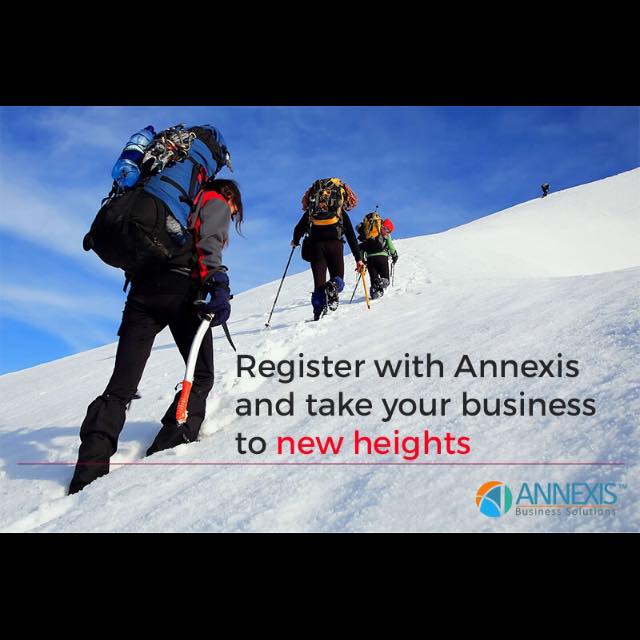 Register with Annexis
and take your business
to new heights
ANNEXIS™
Business Solutions